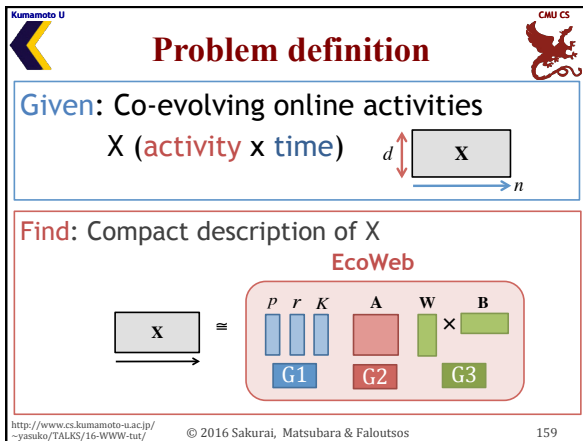 Kumamoto U
CMU CS
Problem definition
Given: Co-evolving online activities
X (activity x time)
d
X
n
Find: Compact description of X
EcoWeb
p r K A W B
X ≅ ×
G1 G2 G3
http://www.cs.kumamoto-u.ac.jp/
~yasuko/TALKS/16-WWW-tut/
© 2016 Sakurai, Matsubara & Faloutsos
159